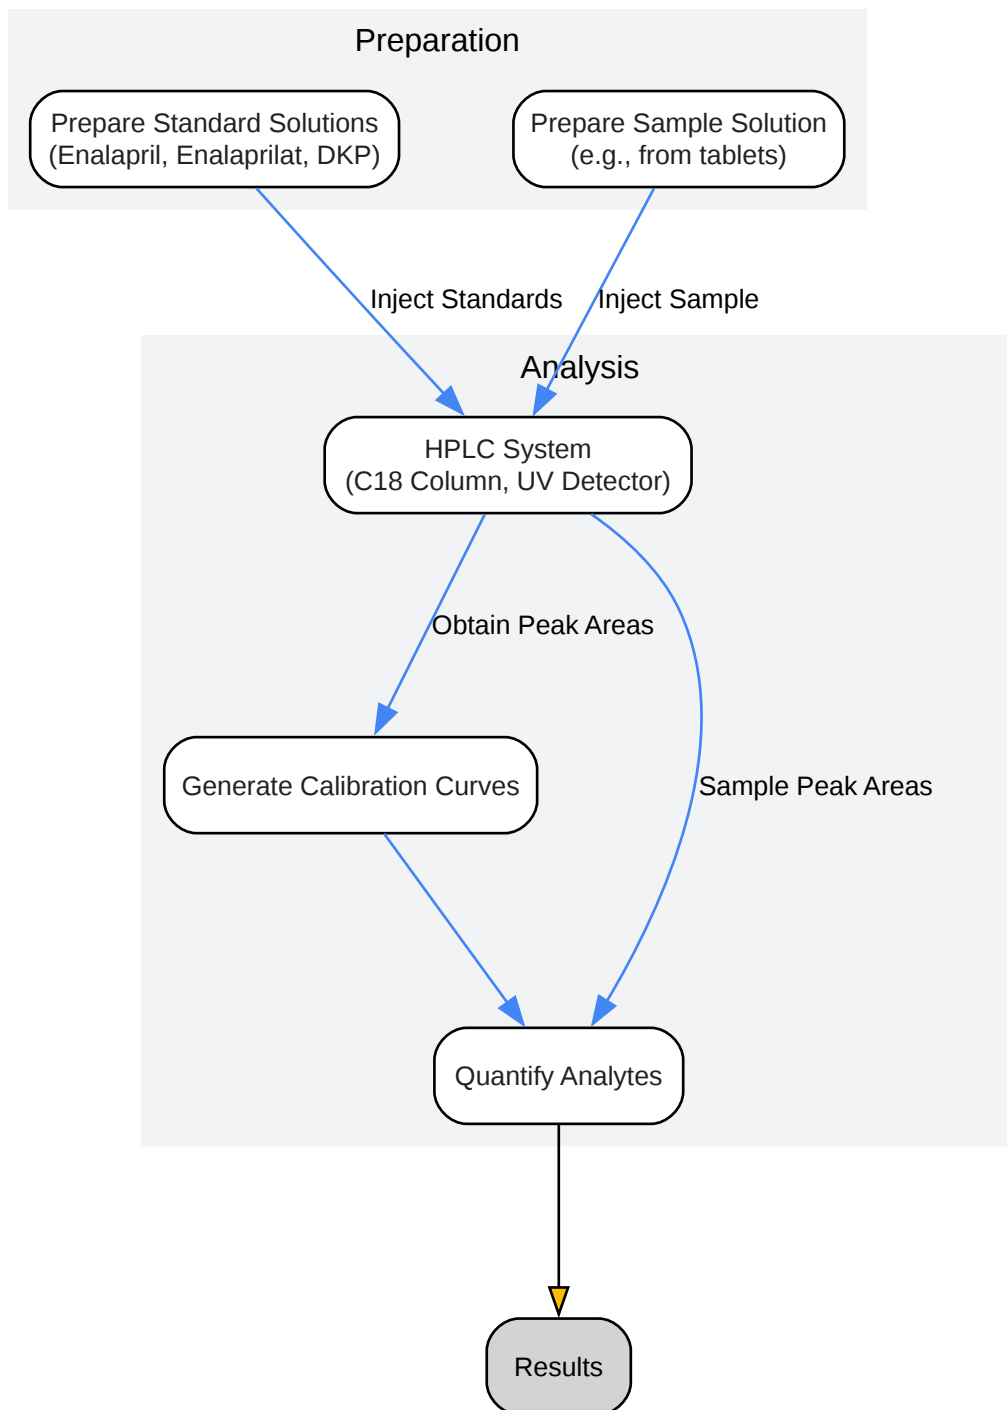 Preparation
Prepare Standard Solutions
(Enalapril, Enalaprilat, DKP)
Prepare Sample Solution
(e.g., from tablets)
Inject Standards
Inject Sample
Analysis
HPLC System
(C18 Column, UV Detector)
Obtain Peak Areas
Generate Calibration Curves
Sample Peak Areas
Quantify Analytes
Results